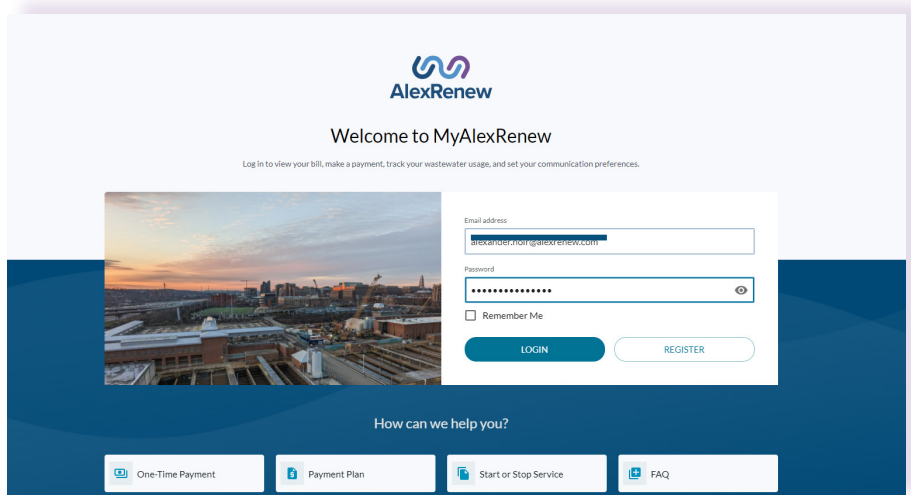 AlexRenew
Welcome to MyAlexRenew
Log in to view your bill, make a payment, track your wastewater usage, and set your communication preferences.
Email address
Password
Remember Me
LOGIN
REGISTER
How can we help you?
One-Time Payment
Payment Plan
Start or Stop Service
FAQ